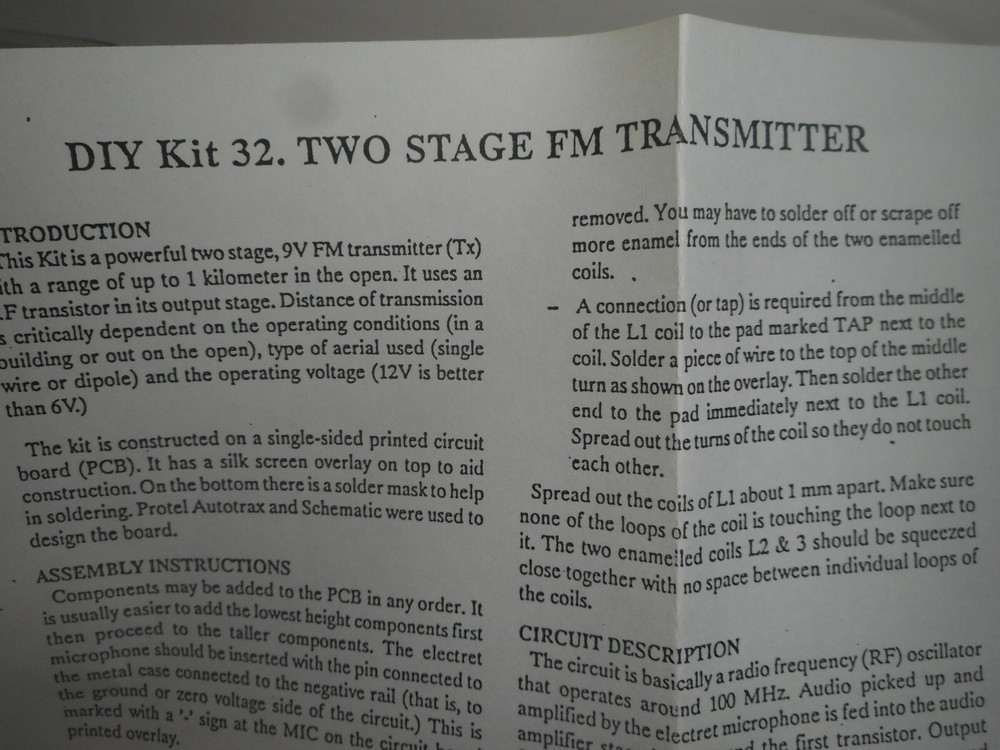 DIY Kit 32. TWO STAGE FM TRANSMITTER
TRODUCTION
This Kit is a powerful two stage, 9V FM transmitter (Tx)
ith a range of up to 1 kilometer in the open. It uses an
F transistor in its output stage. Distance of transmission
s critically dependent on the operating conditions (in a
building or out on the open), type of aerial used (single
wire or dipole) and the operating voltage (12V is better
than 6V.)
The kit is constructed on a single-sided printed circuit
board (PCB). It has a silk screen overlay on top to aid
construction. On the bottom there is a solder mask to help
in soldering. Protel Autotrax and Schematic were used to
design the board.
ASSEMBLY INSTRUCTIONS
Components may be added to the PCB in any order. It
is usually easier to add the lowest height components first
then proceed to the taller components. The electret
microphone should be inserted with the pin connected to
the metal case connected to the negative rail (that is, to
the ground or zero voltage side of the circuit.) This is
marked with a '-' sign at the MIC on the circuit
printed overlay.
removed. You may have to solder off or scrape off
more enamel from the ends of the two enamelled
coils.
– A connection (or tap) is required from the middle
of the L1 coil to the pad marked TAP next to the
coil. Solder a piece of wire to the top of the middle
turn as shown on the overlay. Then solder the other
end to the pad immediately next to the L1 coil.
Spread out the turns of the coil so they do not touch
each other.
Spread out the coils of L1 about 1 mm apart. Make sure
none of the loops of the coil is touching the loop next to
it. The two enamelled coils L2 & 3 should be squeezed
close together with no space between individual loops of
the coils.
CIRCUIT DESCRIPTION
The circuit is basically a radio frequency (RF) oscillator
that operates around 100 MHz. Audio picked up and
amplified by the electret microphone is fed into the audio
amplifier the first transistor. Output